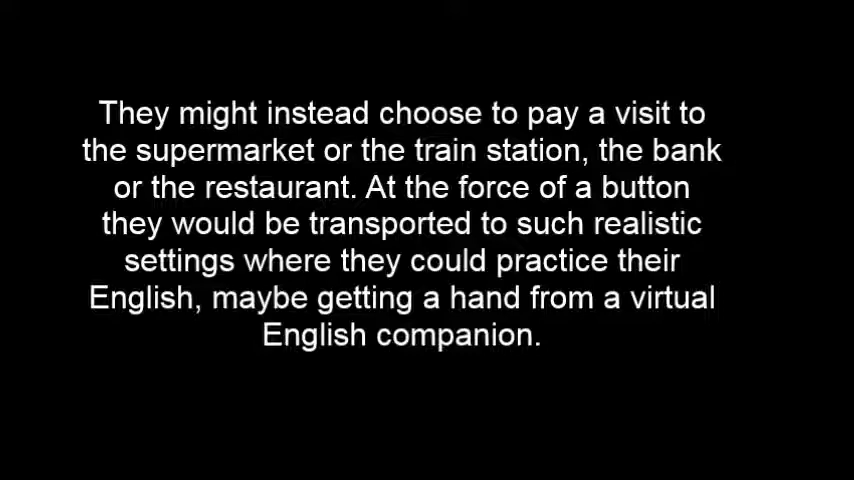 They might instead choose to pay a visit to
the supermarket or the train station, the bank
or the restaurant. At the force of a button
they would be transported to such realistic
settings where they could practice their
English, maybe getting a hand from a virtual
English companion.